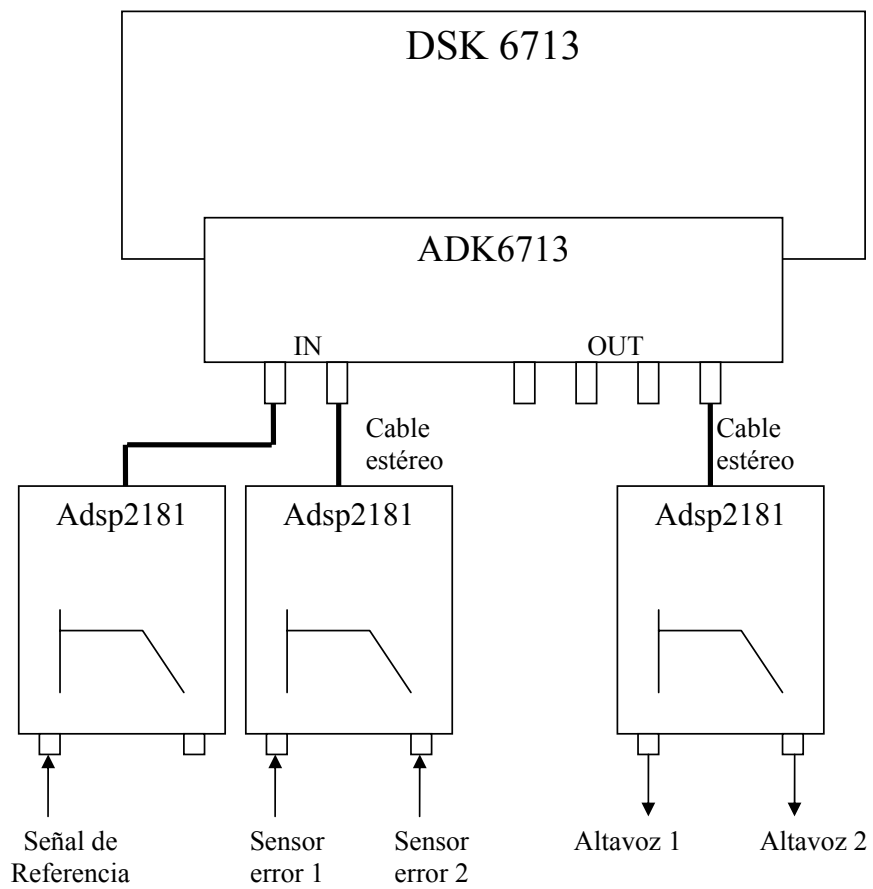 DSK 6713
ADK6713
IN
OUT
Cable
estéreo
Cable
estéreo
Adsp2181
Adsp2181
Adsp2181
Señal de
Referencia
Sensor
error 1
Sensor
error 2
Altavoz 1
Altavoz 2